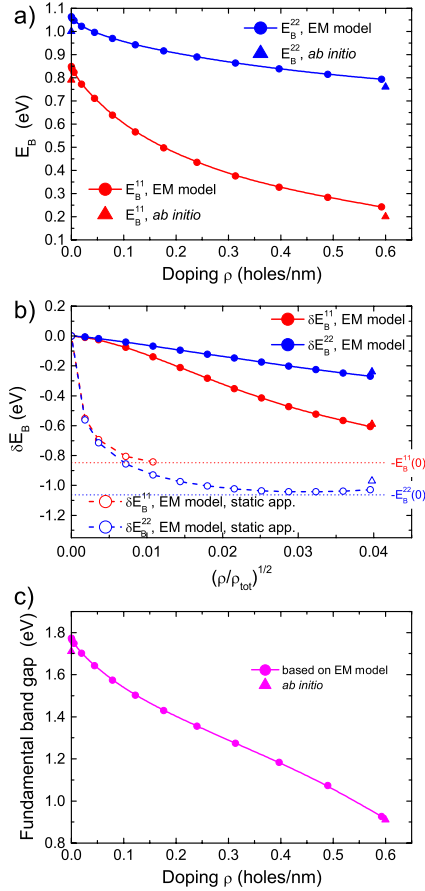 a)
E_B^22, EM model
E_B^22, ab initio
E_B^11, EM model
E_B^11, ab initio
E_B (eV)
1.1
1.0
0.9
0.8
0.7
0.6
0.5
0.4
0.3
0.2
0.1
0.0 0.1 0.2 0.3 0.4 0.5 0.6
Doping ρ (holes/nm)
b)
δE_B^11, EM model
δE_B^22, EM model
δE_B (eV)
0.2
0.0
-0.2
-0.4
-0.6
-0.8
-1.0
-1.2
-E_B^11(0)
-E_B^22(0)
δE_B^11, EM model, static app.
δE_B^22, EM model, static app.
0.00 0.01 0.02 0.03 0.04
(ρ/ρ_tot)^1/2
c)
based on EM model
ab initio
Fundamental band gap (eV)
1.8
1.6
1.4
1.2
1.0
0.8
0.0 0.1 0.2 0.3 0.4 0.5 0.6
Doping ρ (holes/nm)